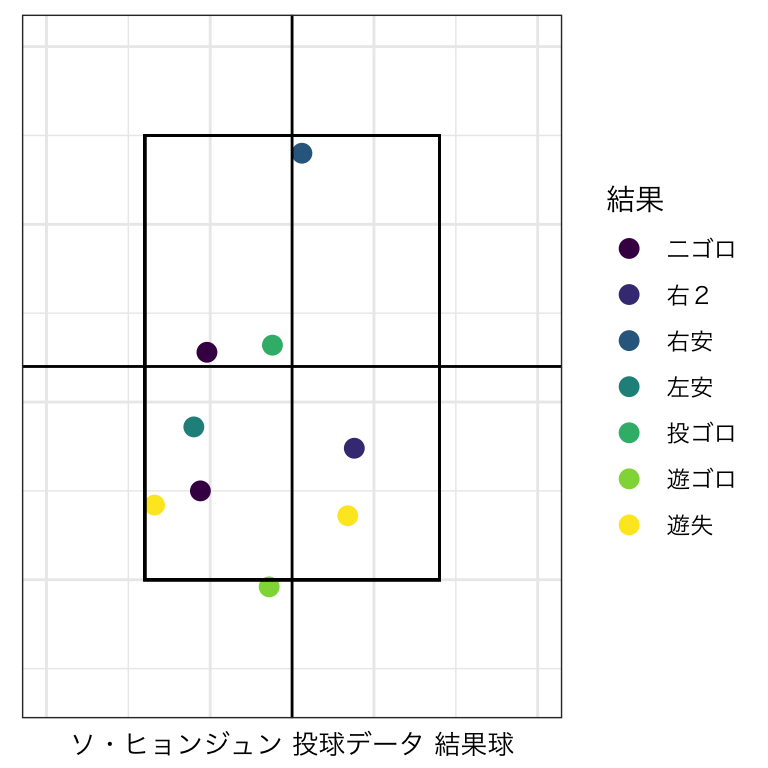 結果
二ゴロ
右２
右安
左安
投ゴロ
遊ゴロ
遊失
ソ・ヒョンジュン 投球データ 結果球